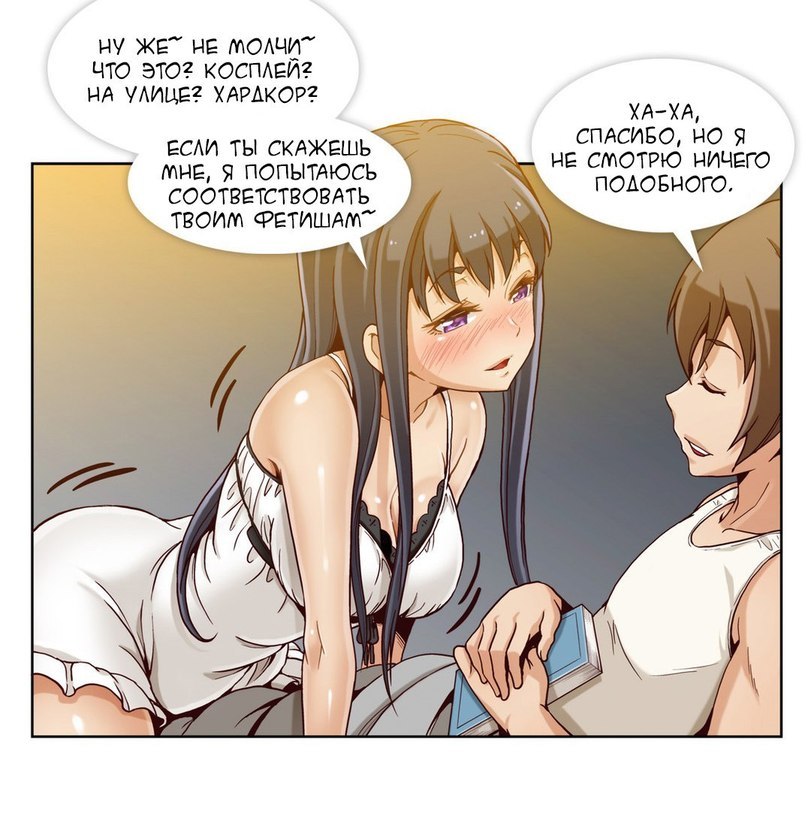 НУ ЖЕ~ НЕ МОЛЧИ~
ЧТО ЭТО? КОСПЛЕЙ?
НА УЛИЦЕ? ХАРДКОР?
ЕСЛИ ТЫ СКАЖЕШЬ
МНЕ, Я ПОПЫТАЮСЬ
СООТВЕТСТВОВАТЬ
ТВОИМ ФЕТИШАМ~
ХА-ХА,
СПАСИБО, НО Я
НЕ СМОТРЮ НИЧЕГО
ПОДОБНОГО.